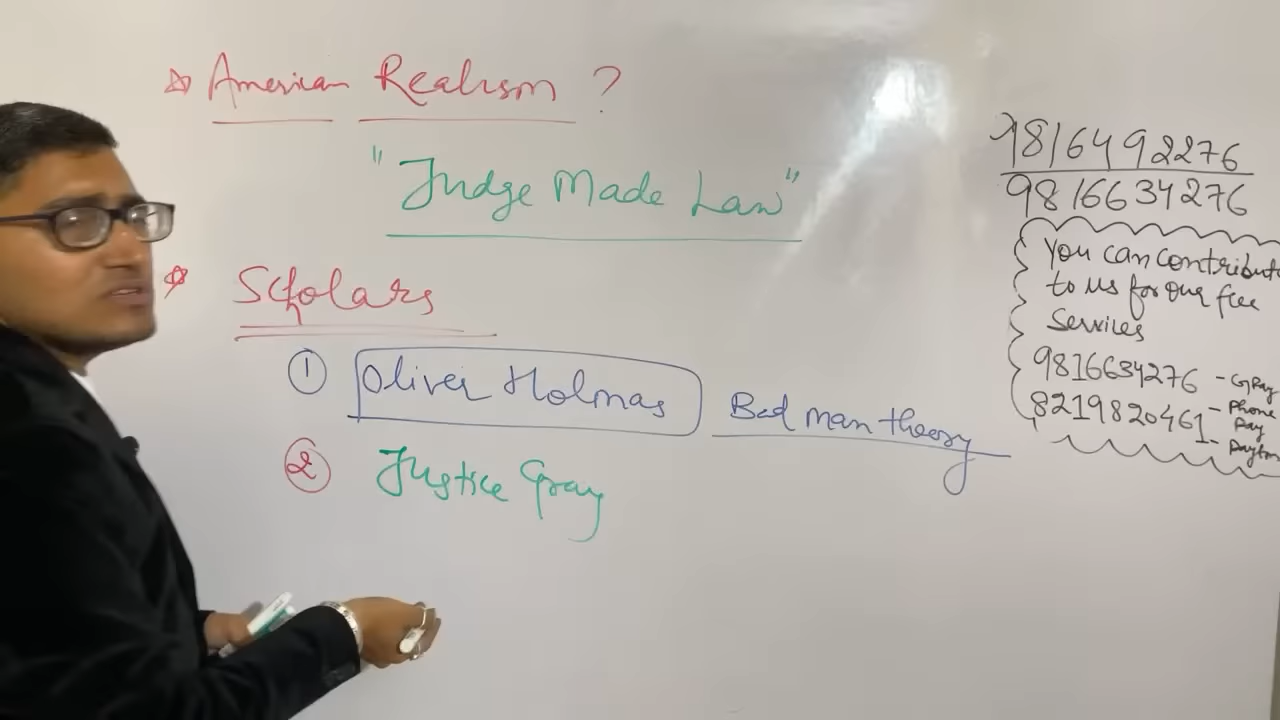 ☆ American Realism ?
"Judge Made Law"
☆ Scholars
① Oliver Holmas Bad man theory
② Justice Gray
9816492276
9816634276
You can contribute
to us for our free
Services
9816634276 - G Pay
8219820461 - Phone Pay
- Paytm